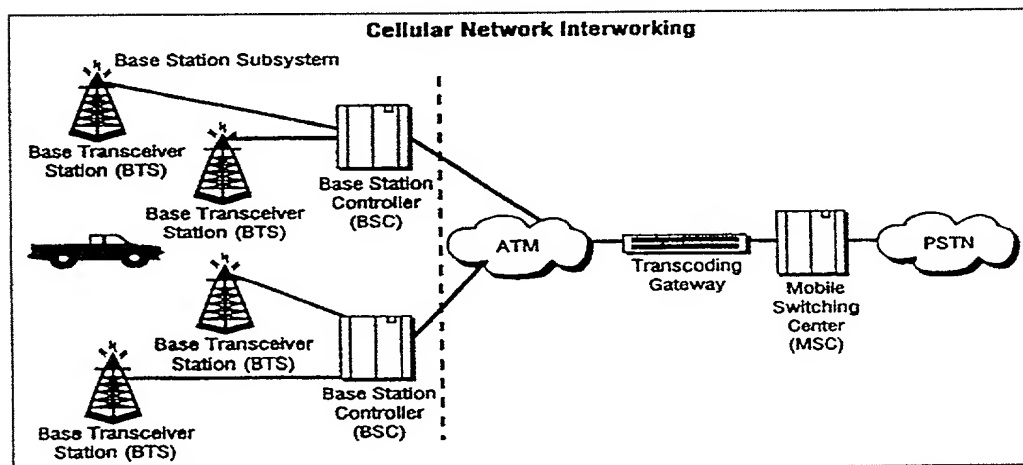 Cellular Network Interworking
Base Station Subsystem
Base Transceiver
Station (BTS)
Base Transceiver
Station (BTS)
Base Station
Controller
(BSC)
ATM
Transcoding
Gateway
Mobile
Switching
Center
(MSC)
PSTN
Base Transceiver
Station (BTS)
Base Transceiver
Station (BTS)
Base Station
Controller
(BSC)